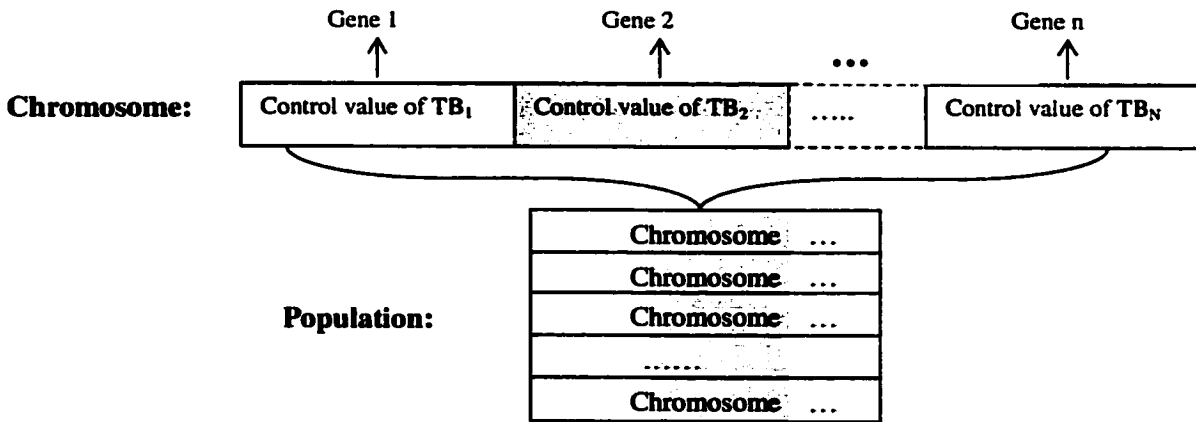 Gene 1 Gene 2 ... Gene n
Chromosome: Control value of TB₁ Control value of TB₂ ..... Control value of TB_N
Chromosome ...
Chromosome ...
Population: Chromosome ...
......
Chromosome ...